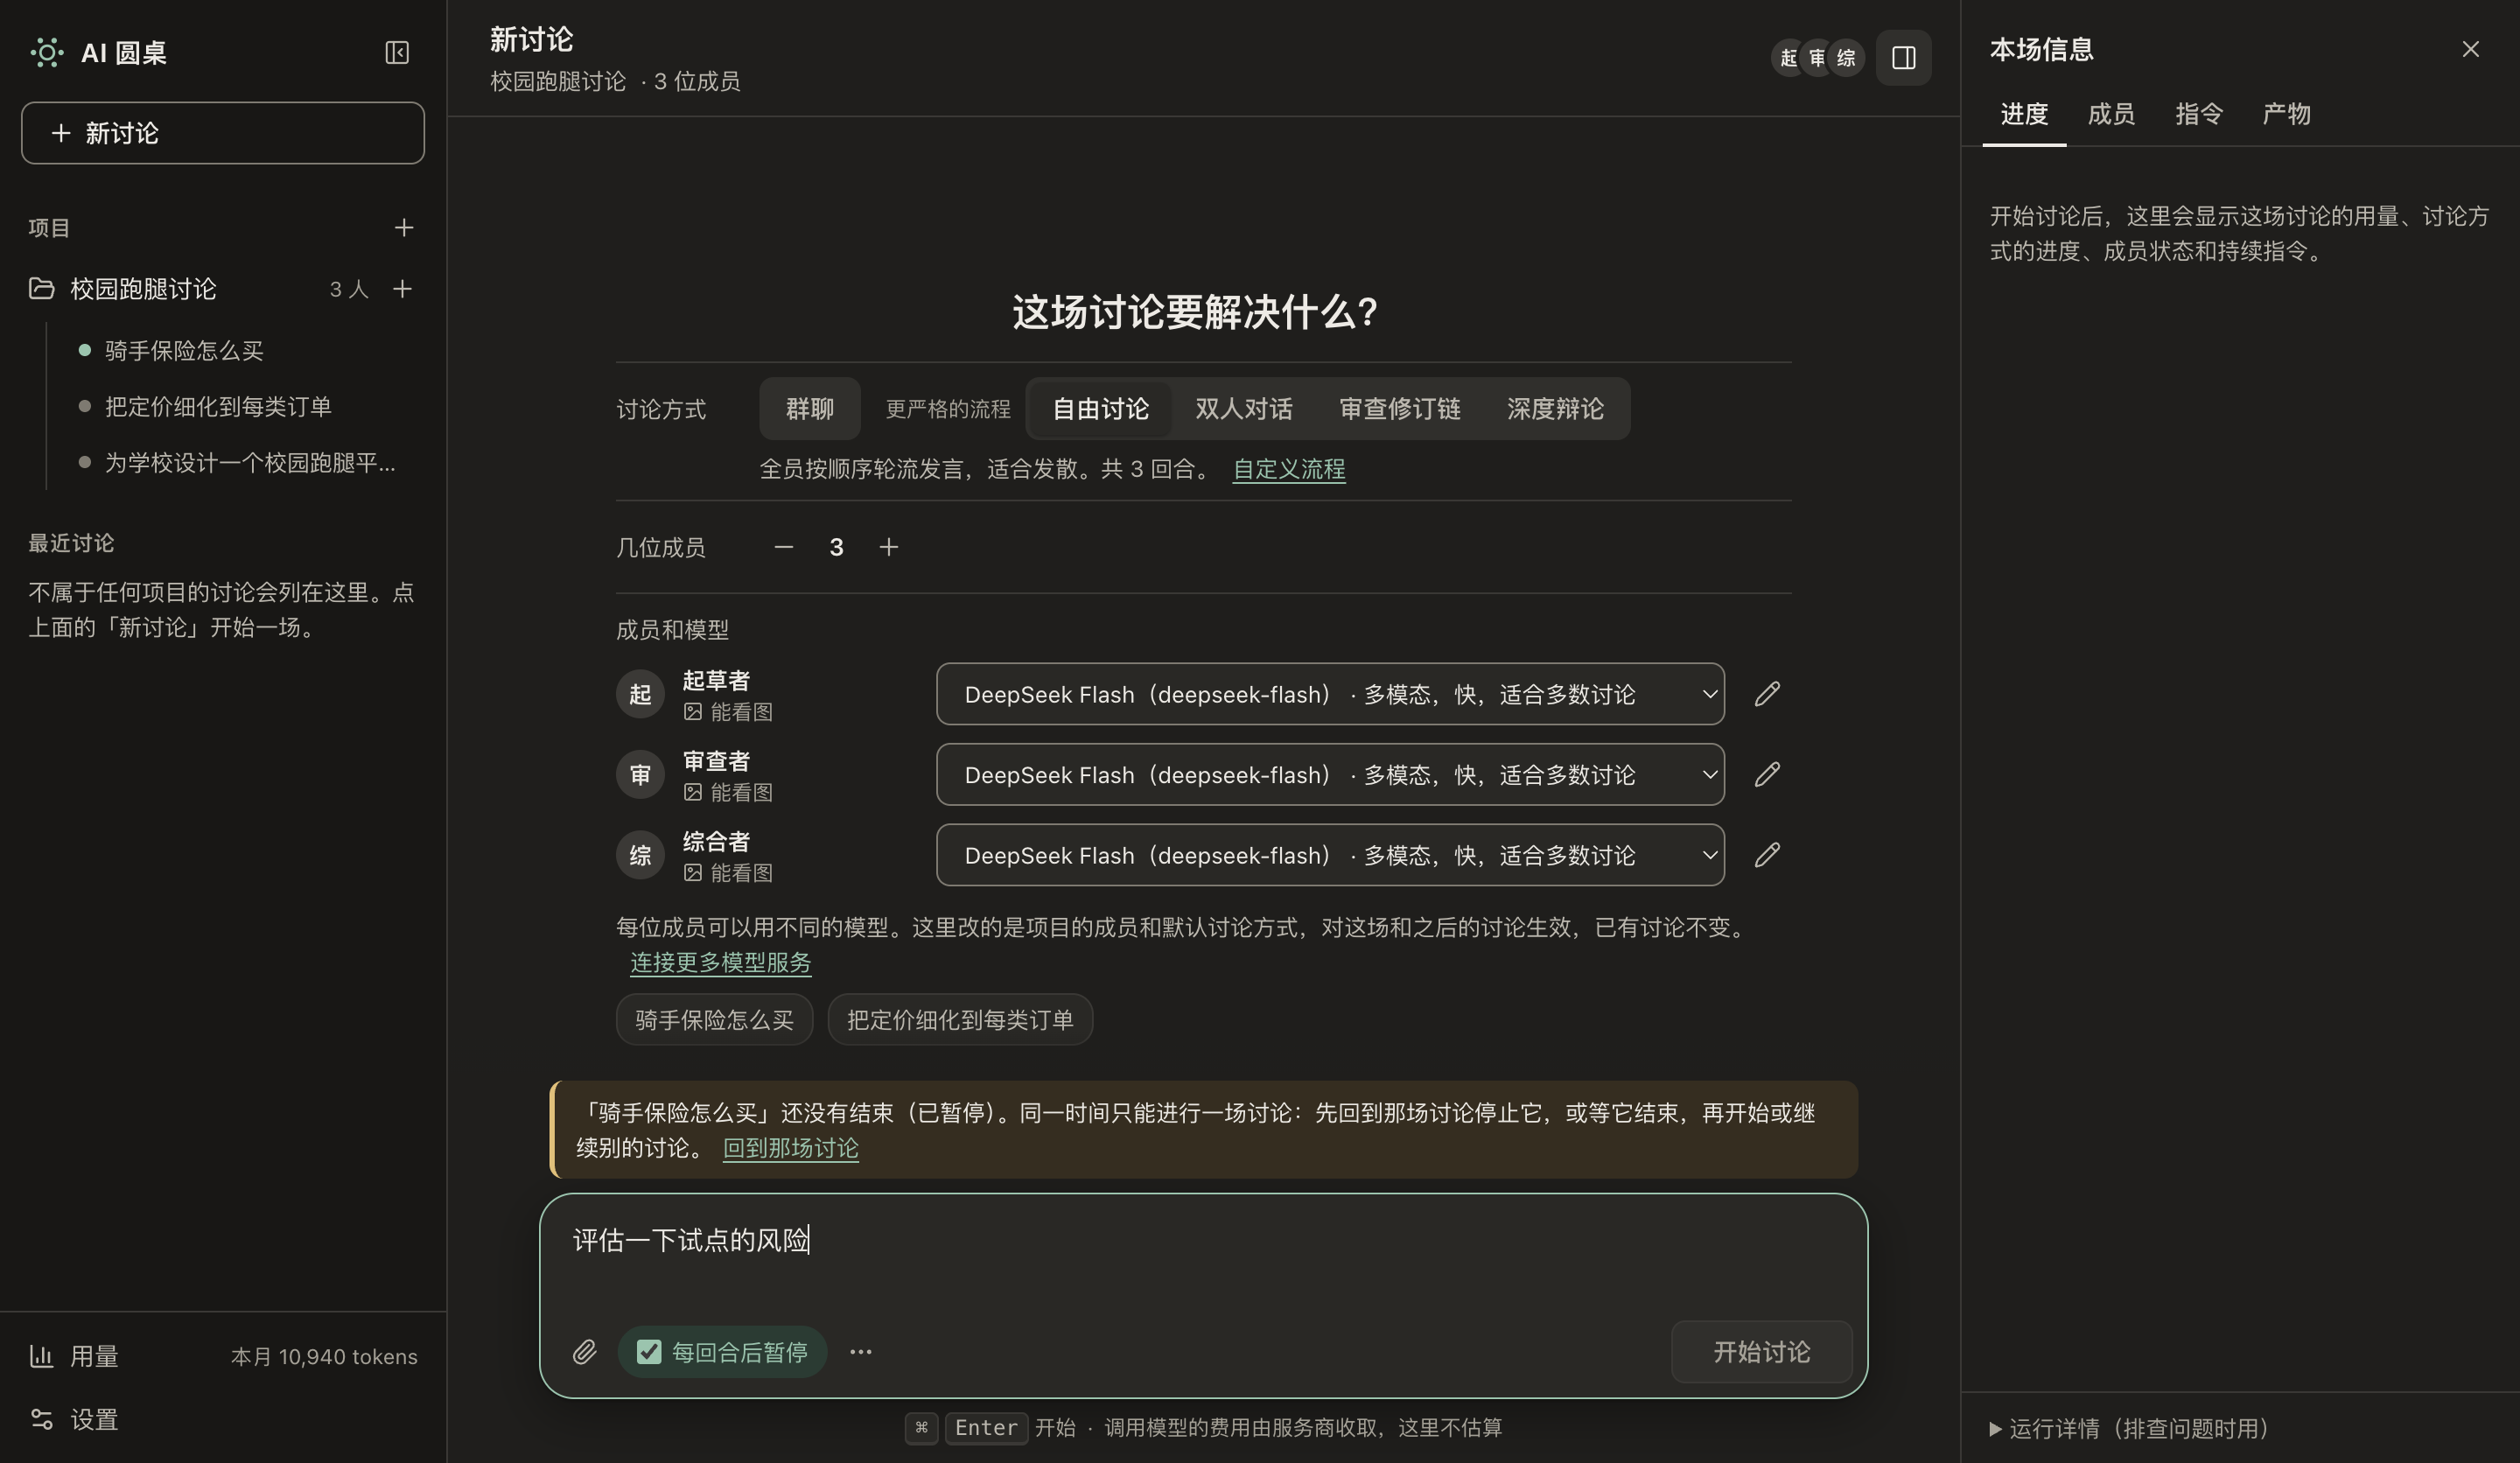 AI 圆桌
新讨论
项目
校园跑腿讨论 3 人
骑手保险怎么买
把定价细化到每类订单
为学校设计一个校园跑腿平...
最近讨论
不属于任何项目的讨论会列在这里。点
上面的「新讨论」开始一场。
用量 本月 10,940 tokens
设置
新讨论
校园跑腿讨论 · 3 位成员
起 审 综
这场讨论要解决什么?
讨论方式 群聊 更严格的流程 自由讨论 双人对话 审查修订链 深度辩论
全员按顺序轮流发言，适合发散。共 3 回合。 自定义流程
几位成员 3
成员和模型
起 起草者
能看图
DeepSeek Flash（deepseek-flash） · 多模态，快，适合多数讨论
审 审查者
能看图
DeepSeek Flash（deepseek-flash） · 多模态，快，适合多数讨论
综 综合者
能看图
DeepSeek Flash（deepseek-flash） · 多模态，快，适合多数讨论
每位成员可以用不同的模型。这里改的是项目的成员和默认讨论方式，对这场和之后的讨论生效，已有讨论不变。
连接更多模型服务
骑手保险怎么买 把定价细化到每类订单
「骑手保险怎么买」还没有结束（已暂停）。同一时间只能进行一场讨论：先回到那场讨论停止它，或等它结束，再开始或继
续别的讨论。 回到那场讨论
评估一下试点的风险
每回合后暂停 ··· 开始讨论
⌘ Enter 开始 · 调用模型的费用由服务商收取，这里不估算
本场信息
进度 成员 指令 产物
开始讨论后，这里会显示这场讨论的用量、讨论方
式的进度、成员状态和持续指令。
运行详情（排查问题时用）